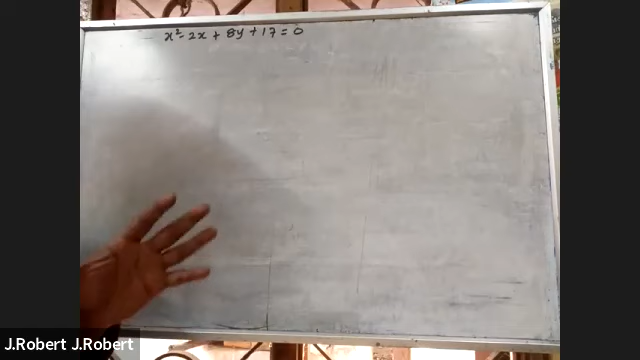 x² - 2x + 8y + 17 = 0
J.Robert J.Robert